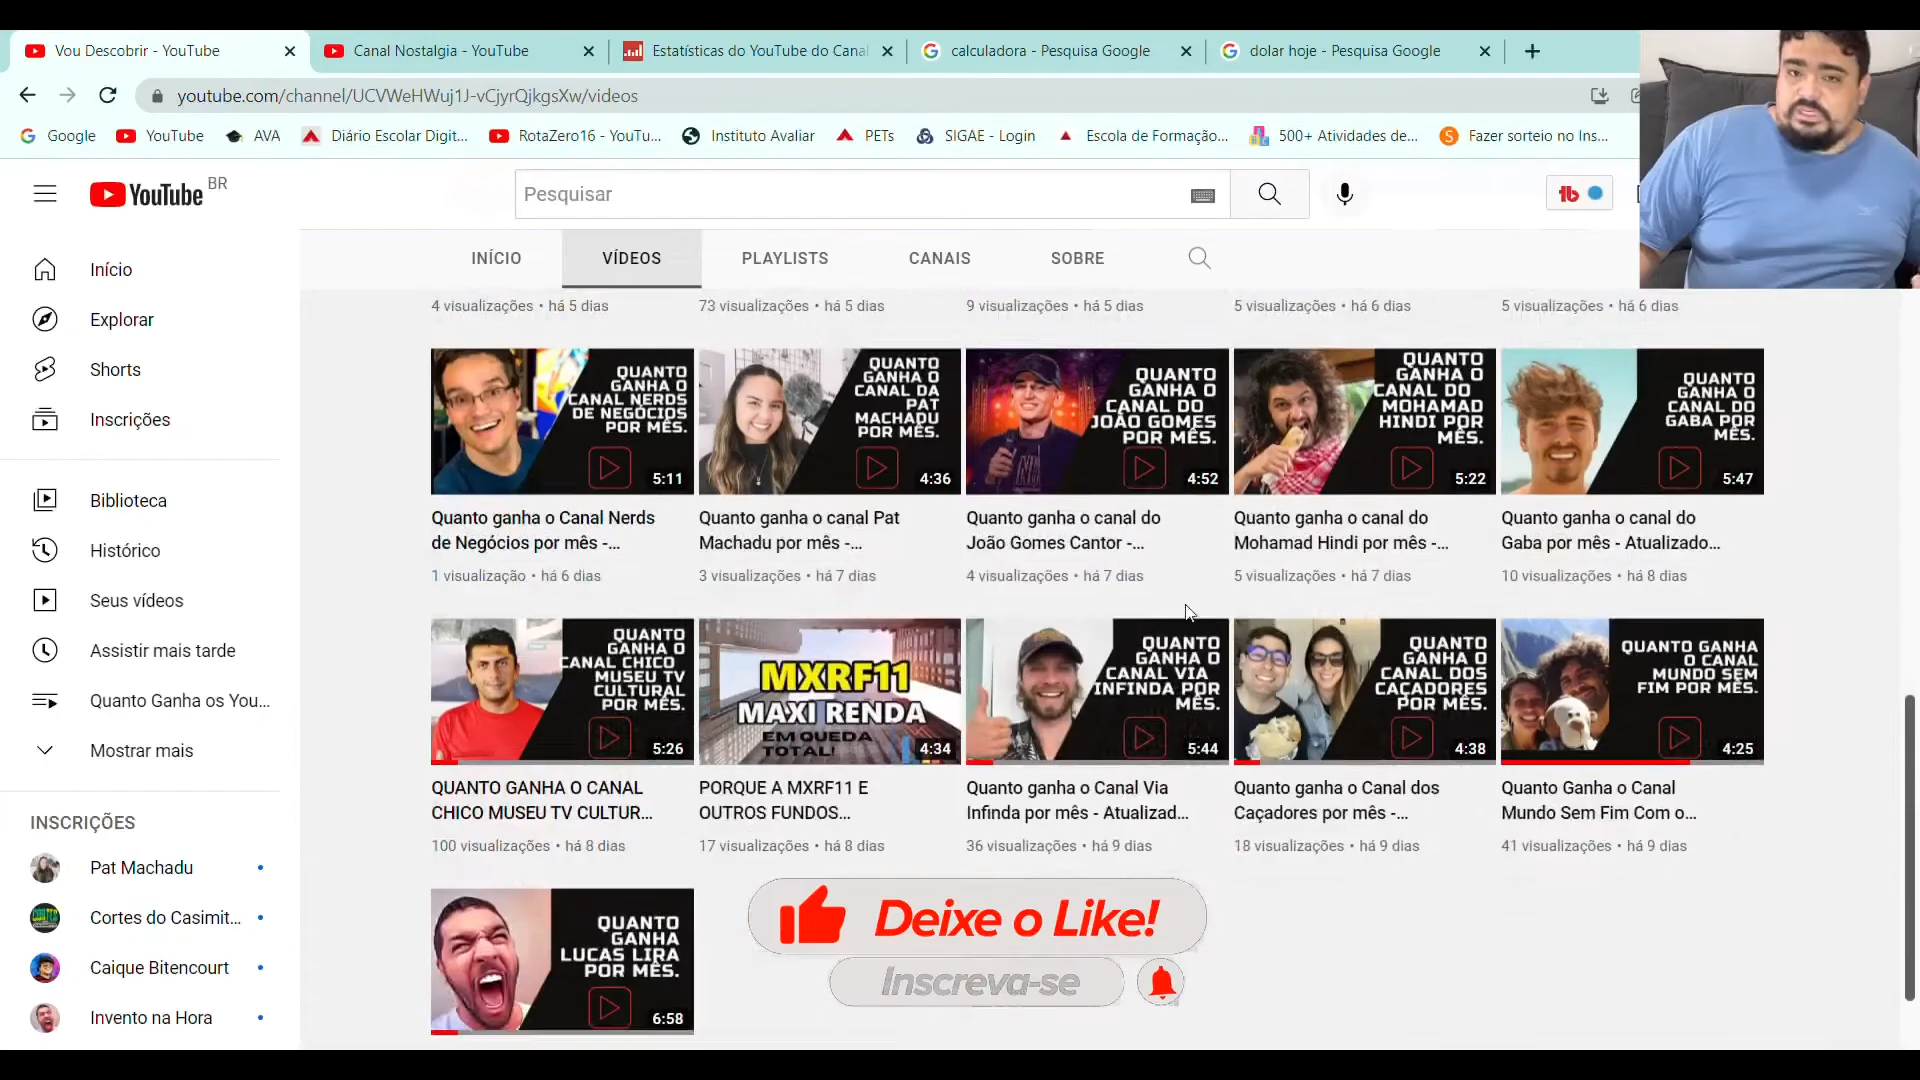 Vou Descobrir - YouTube
Canal Nostalgia - YouTube
Estatísticas do YouTube do Canal
calculadora - Pesquisa Google
dolar hoje - Pesquisa Google
youtube.com/channel/UCVWeHWuj1J-vCjyrQjkgsXw/videos
Google
YouTube
AVA
Diário Escolar Digit...
RotaZero16 - YouTu...
Instituto Avaliar
PETs
SIGAE - Login
Escola de Formação...
500+ Atividades de...
Fazer sorteio no Ins...
YouTube BR
Pesquisar
tb
Início
Explorar
Shorts
Inscrições
Biblioteca
Histórico
Seus vídeos
Assistir mais tarde
Quanto Ganha os You...
Mostrar mais
INSCRIÇÕES
Pat Machadu
Cortes do Casimit...
Caique Bitencourt
Invento na Hora
INÍCIO
VÍDEOS
PLAYLISTS
CANAIS
SOBRE
4 visualizações • há 5 dias
73 visualizações • há 5 dias
9 visualizações • há 5 dias
5 visualizações • há 6 dias
5 visualizações • há 6 dias
QUANTO
GANHA O
CANAL NERDS
DE NEGÓCIOS
POR MÊS.
5:11
Quanto ganha o Canal Nerds
de Negócios por mês -...
1 visualização • há 6 dias
QUANTO
GANHA O
CANAL DA
PAT
MACHADU
POR MÊS.
4:36
Quanto ganha o canal Pat
Machadu por mês -...
3 visualizações • há 7 dias
QUANTO
GANHA O
CANAL DO
JOÃO GOMES
POR MÊS.
4:52
Quanto ganha o canal do
João Gomes Cantor -...
4 visualizações • há 7 dias
QUANTO
GANHA O
CANAL DO
MOHAMAD
HINDI POR
MÊS.
5:22
Quanto ganha o canal do
Mohamad Hindi por mês -...
5 visualizações • há 7 dias
QUANTO
GANHA O
CANAL DO
GABA POR
MÊS.
5:47
Quanto ganha o canal do
Gaba por mês - Atualizado...
10 visualizações • há 8 dias
QUANTO
GANHA O
CANAL CHICO
MUSEU TV
CULTURAL
POR MÊS.
5:26
QUANTO GANHA O CANAL
CHICO MUSEU TV CULTUR...
100 visualizações • há 8 dias
MXRF11
MAXI RENDA
EM QUEDA
TOTAL!
4:34
PORQUE A MXRF11 E
OUTROS FUNDOS...
17 visualizações • há 8 dias
QUANTO
GANHA O
CANAL VIA
INFINDA POR
MÊS.
5:44
Quanto ganha o Canal Via
Infinda por mês - Atualizad...
36 visualizações • há 9 dias
QUANTO
GANHA O
CANAL DOS
CAÇADORES
POR MÊS.
4:38
Quanto ganha o Canal dos
Caçadores por mês -...
18 visualizações • há 9 dias
QUANTO GANHA
O CANAL
MUNDO SEM
FIM POR MÊS.
4:25
Quanto Ganha o Canal
Mundo Sem Fim Com o...
41 visualizações • há 9 dias
QUANTO
GANHA
LUCAS LIRA
POR MÊS.
6:58
Deixe o Like!
Inscreva-se